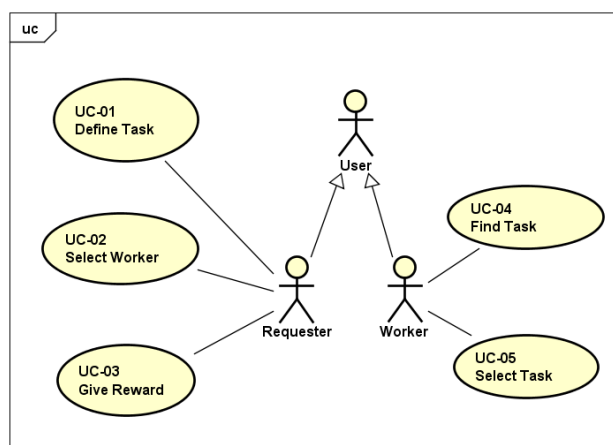 uc
UC-01
Define Task
User
UC-04
Find Task
UC-02
Select Worker
Requester
Worker
UC-03
Give Reward
UC-05
Select Task